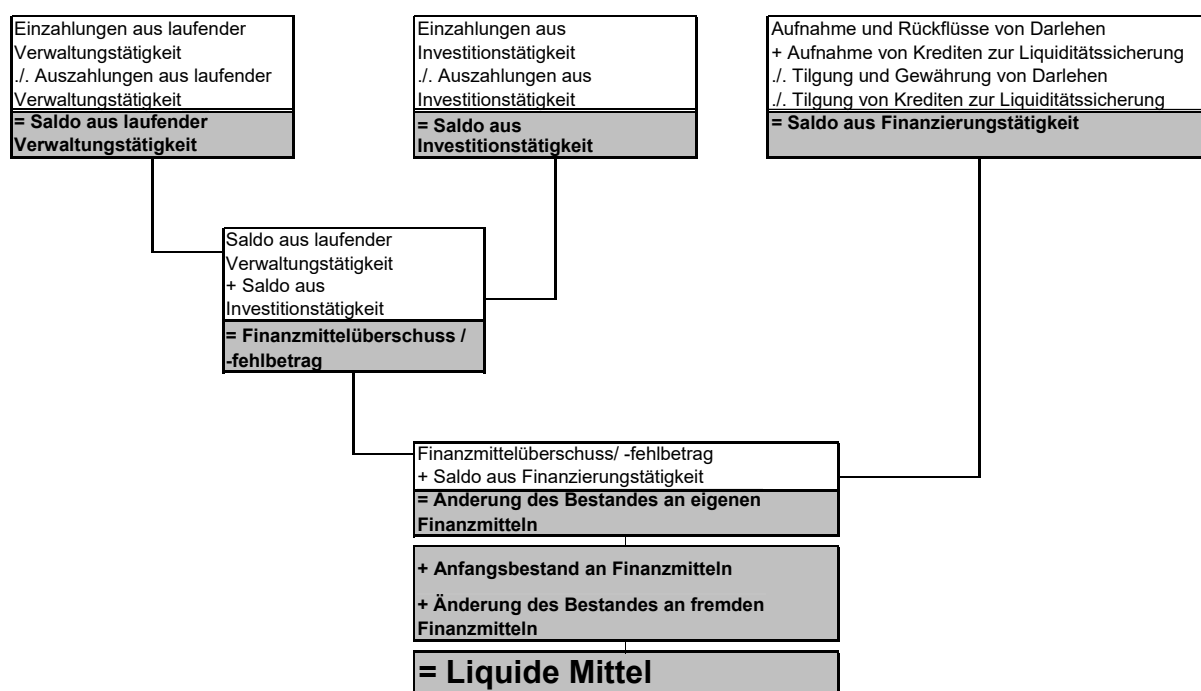 Einzahlungen aus laufender
Verwaltungstätigkeit
./. Auszahlungen aus laufender
Verwaltungstätigkeit
= Saldo aus laufender
Verwaltungstätigkeit
Einzahlungen aus
Investitionstätigkeit
./. Auszahlungen aus
Investitionstätigkeit
= Saldo aus
Investitionstätigkeit
Aufnahme und Rückflüsse von Darlehen
+ Aufnahme von Krediten zur Liquiditätssicherung
./. Tilgung und Gewährung von Darlehen
./. Tilgung von Krediten zur Liquiditätssicherung
= Saldo aus Finanzierungstätigkeit
Saldo aus laufender
Verwaltungstätigkeit
+ Saldo aus
Investitionstätigkeit
= Finanzmittelüberschuss /
-fehlbetrag
Finanzmittelüberschuss/ -fehlbetrag
+ Saldo aus Finanzierungstätigkeit
= Änderung des Bestandes an eigenen
Finanzmitteln
+ Anfangsbestand an Finanzmitteln
+ Änderung des Bestandes an fremden
Finanzmitteln
= Liquide Mittel